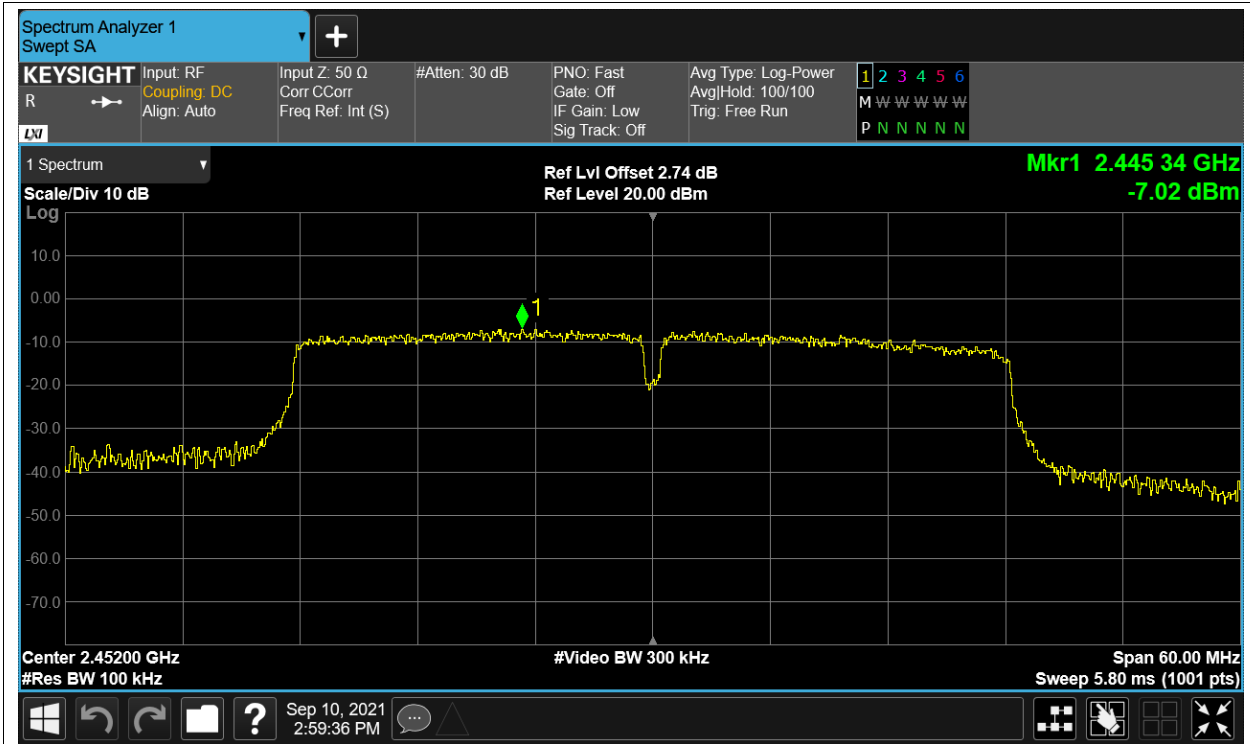 Spectrum Analyzer 1
Swept SA
KEYSIGHT
R
LXI
Input: RF
Coupling: DC
Align: Auto
Input Z: 50 Ω
Corr CCorr
Freq Ref: Int (S)
#Atten: 30 dB
PNO: Fast
Gate: Off
IF Gain: Low
Sig Track: Off
Avg Type: Log-Power
Avg|Hold: 100/100
Trig: Free Run
1 2 3 4 5 6
M W W W W W
P N N N N N
1 Spectrum
Scale/Div 10 dB
Ref Lvl Offset 2.74 dB
Ref Level 20.00 dBm
Mkr1 2.445 34 GHz
-7.02 dBm
Log
10.0
0.00
-10.0
-20.0
-30.0
-40.0
-50.0
-60.0
-70.0
1
Center 2.45200 GHz
#Res BW 100 kHz
#Video BW 300 kHz
Span 60.00 MHz
Sweep 5.80 ms (1001 pts)
?
Sep 10, 2021
2:59:36 PM